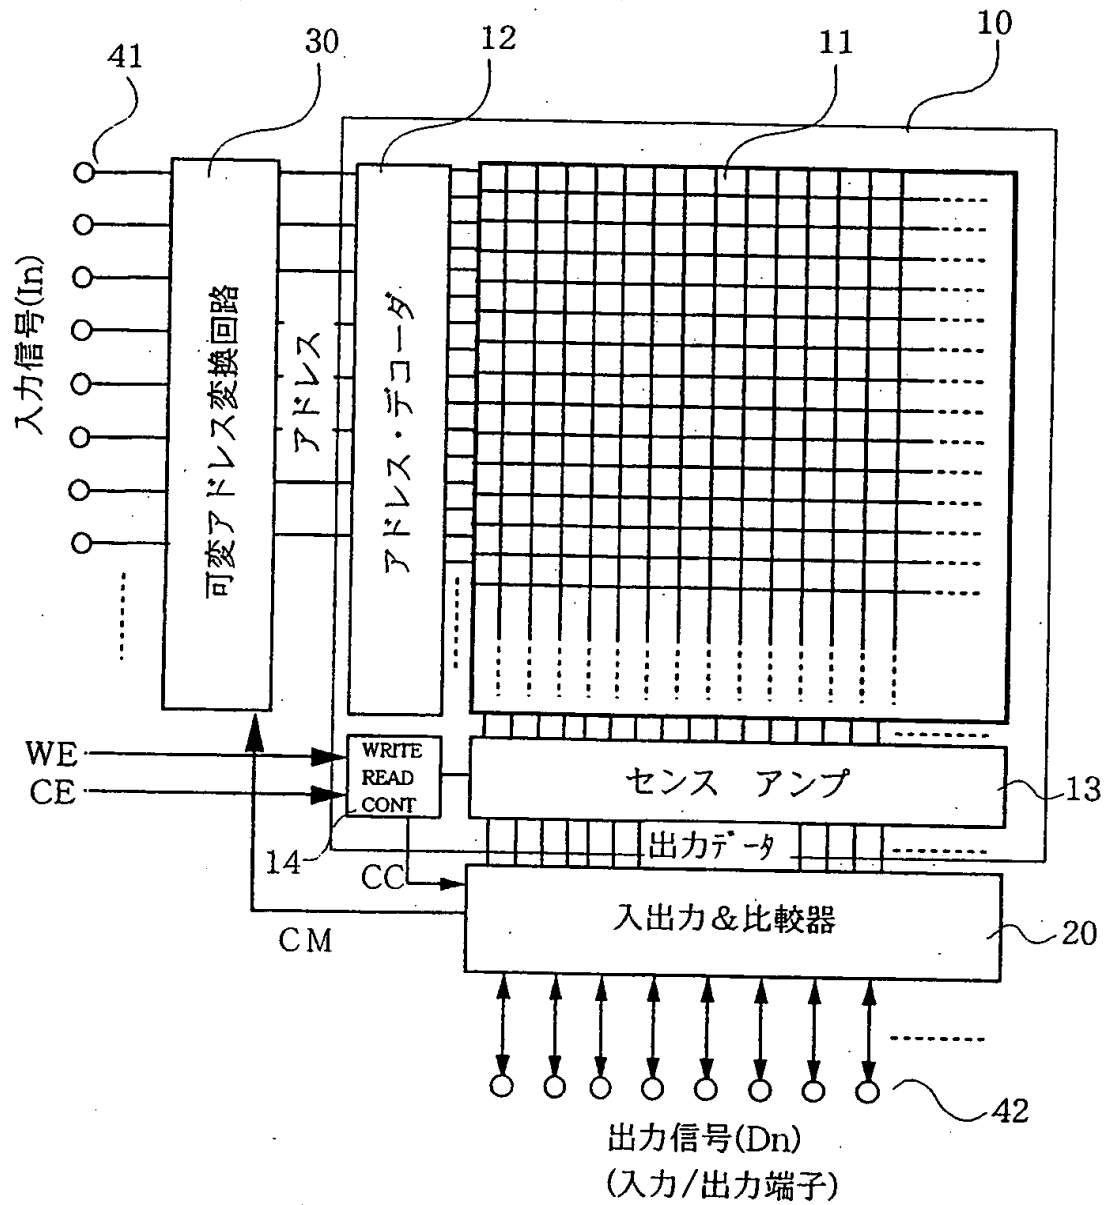 41
30
12
11
10
入力信号(In)
可変アドレス変換回路
アドレス
アドレス・デコーダ
WE
CE
WRITE
READ
CONT
センス アンプ
13
14
出力データ
CC
入出力&比較器
20
CM
42
出力信号(Dn)
(入力/出力端子)